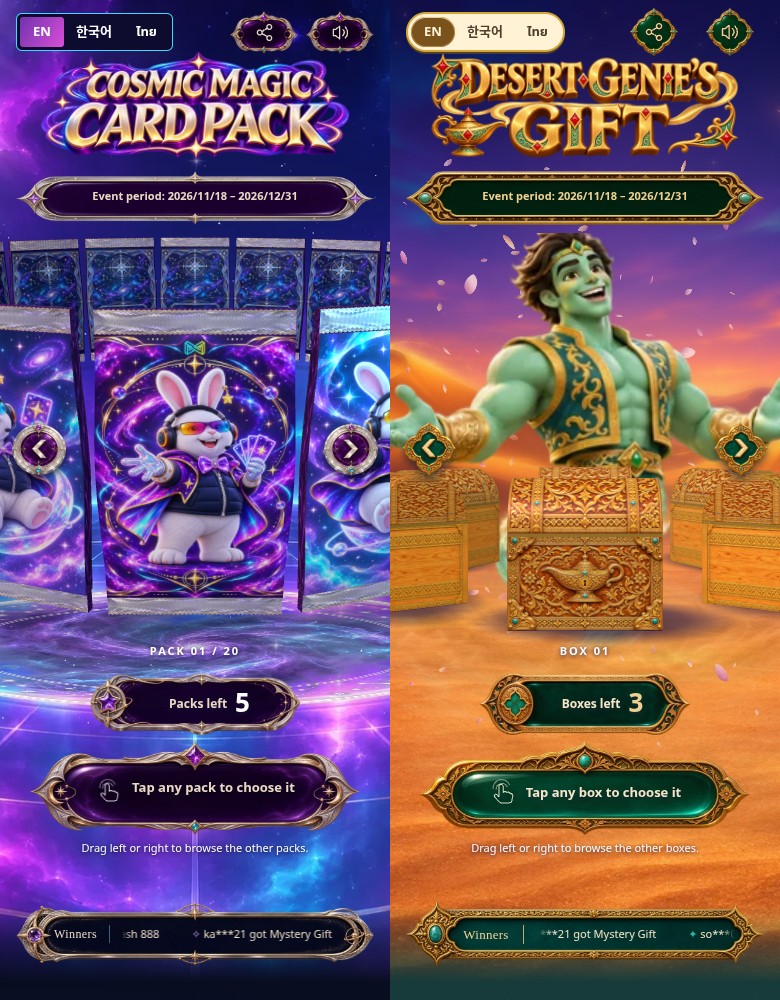 EN 한국어 ไทย
COSMIC MAGIC
CARD PACK
Event period: 2026/11/18 – 2026/12/31
PACK 01 / 20
Packs left 5
Tap any pack to choose it
Drag left or right to browse the other packs.
Winners sh 888 ✧ ka***21 got Mystery Gift
EN 한국어 ไทย
DESERT GENIE'S
GIFT
Event period: 2026/11/18 – 2026/12/31
BOX 01
Boxes left 3
Tap any box to choose it
Drag left or right to browse the other boxes.
Winners **21 got Mystery Gift ✦ so***